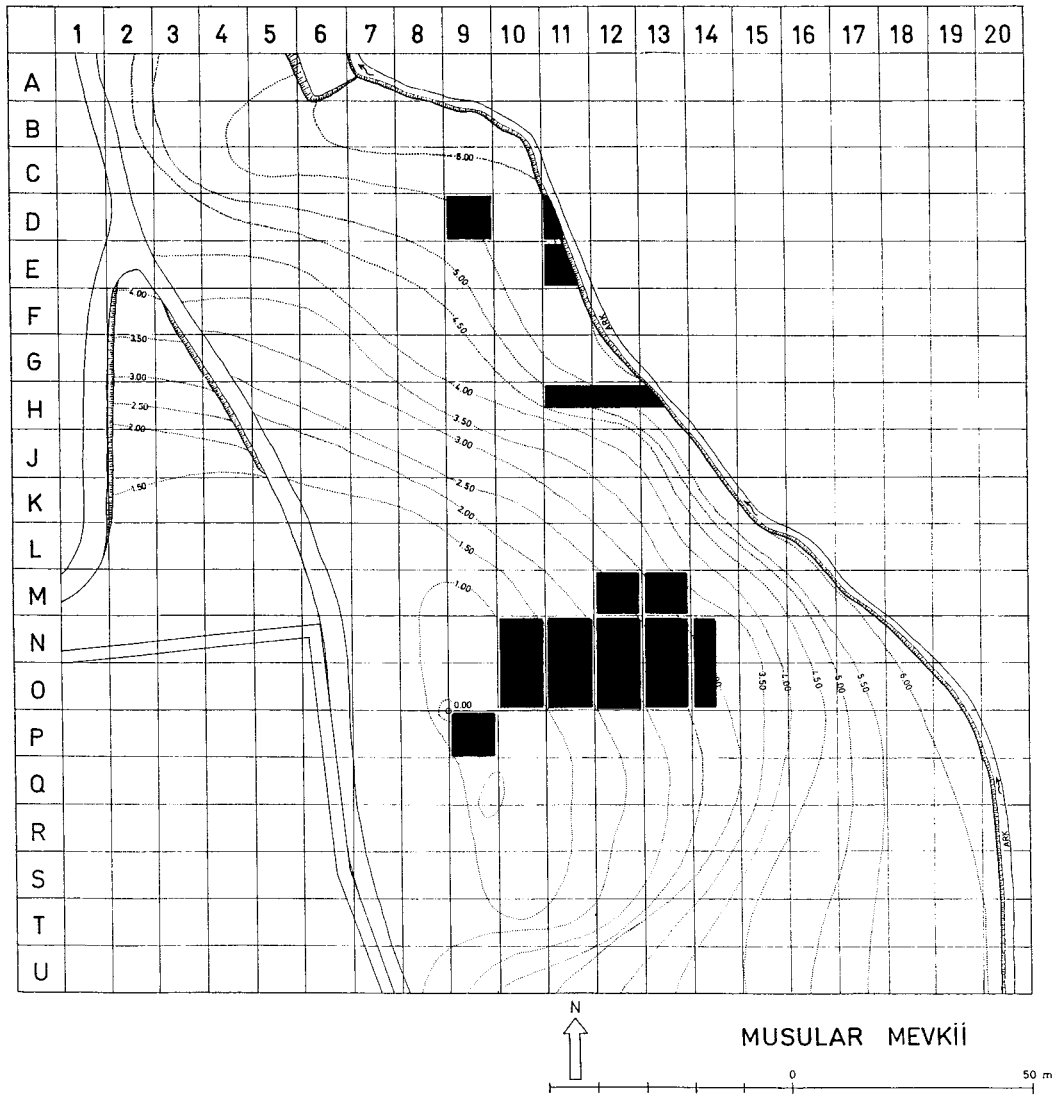 1 2 3 4 5 6 7 8 9 10 11 12 13 14 15 16 17 18 19 20
A
B
C
D
E
F
G
H
J
K
L
M
N
O
P
Q
R
S
T
U
6.00
5.00
4.50
ARK
4.00
3.50
4.00
3.00
3.50
2.50
3.00
2.00
2.50
1.50
2.00
1.50
1.00
0.00
3.50
4.00
4.50
5.00
5.50
6.00
ARK
N
MUSULAR MEVKİİ
0 50 m